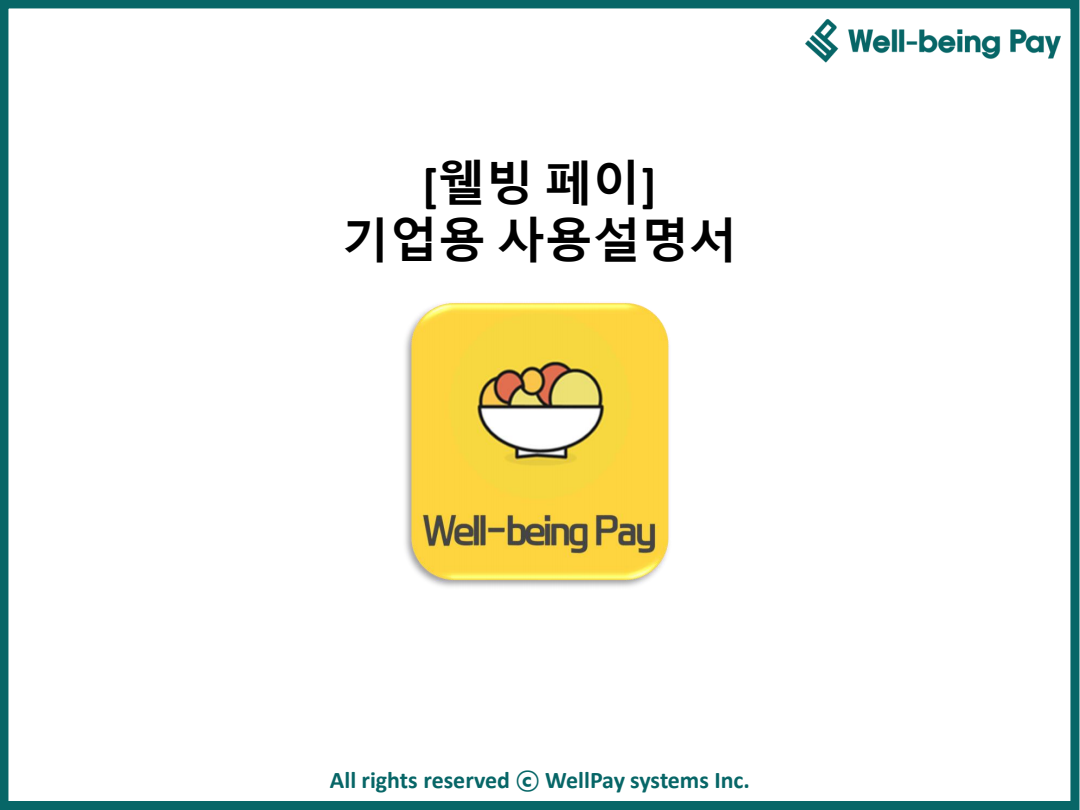 Well-being Pay
[웰빙 페이]
기업용 사용설명서
Well-being Pay
All rights reserved ⓒ WellPay systems Inc.